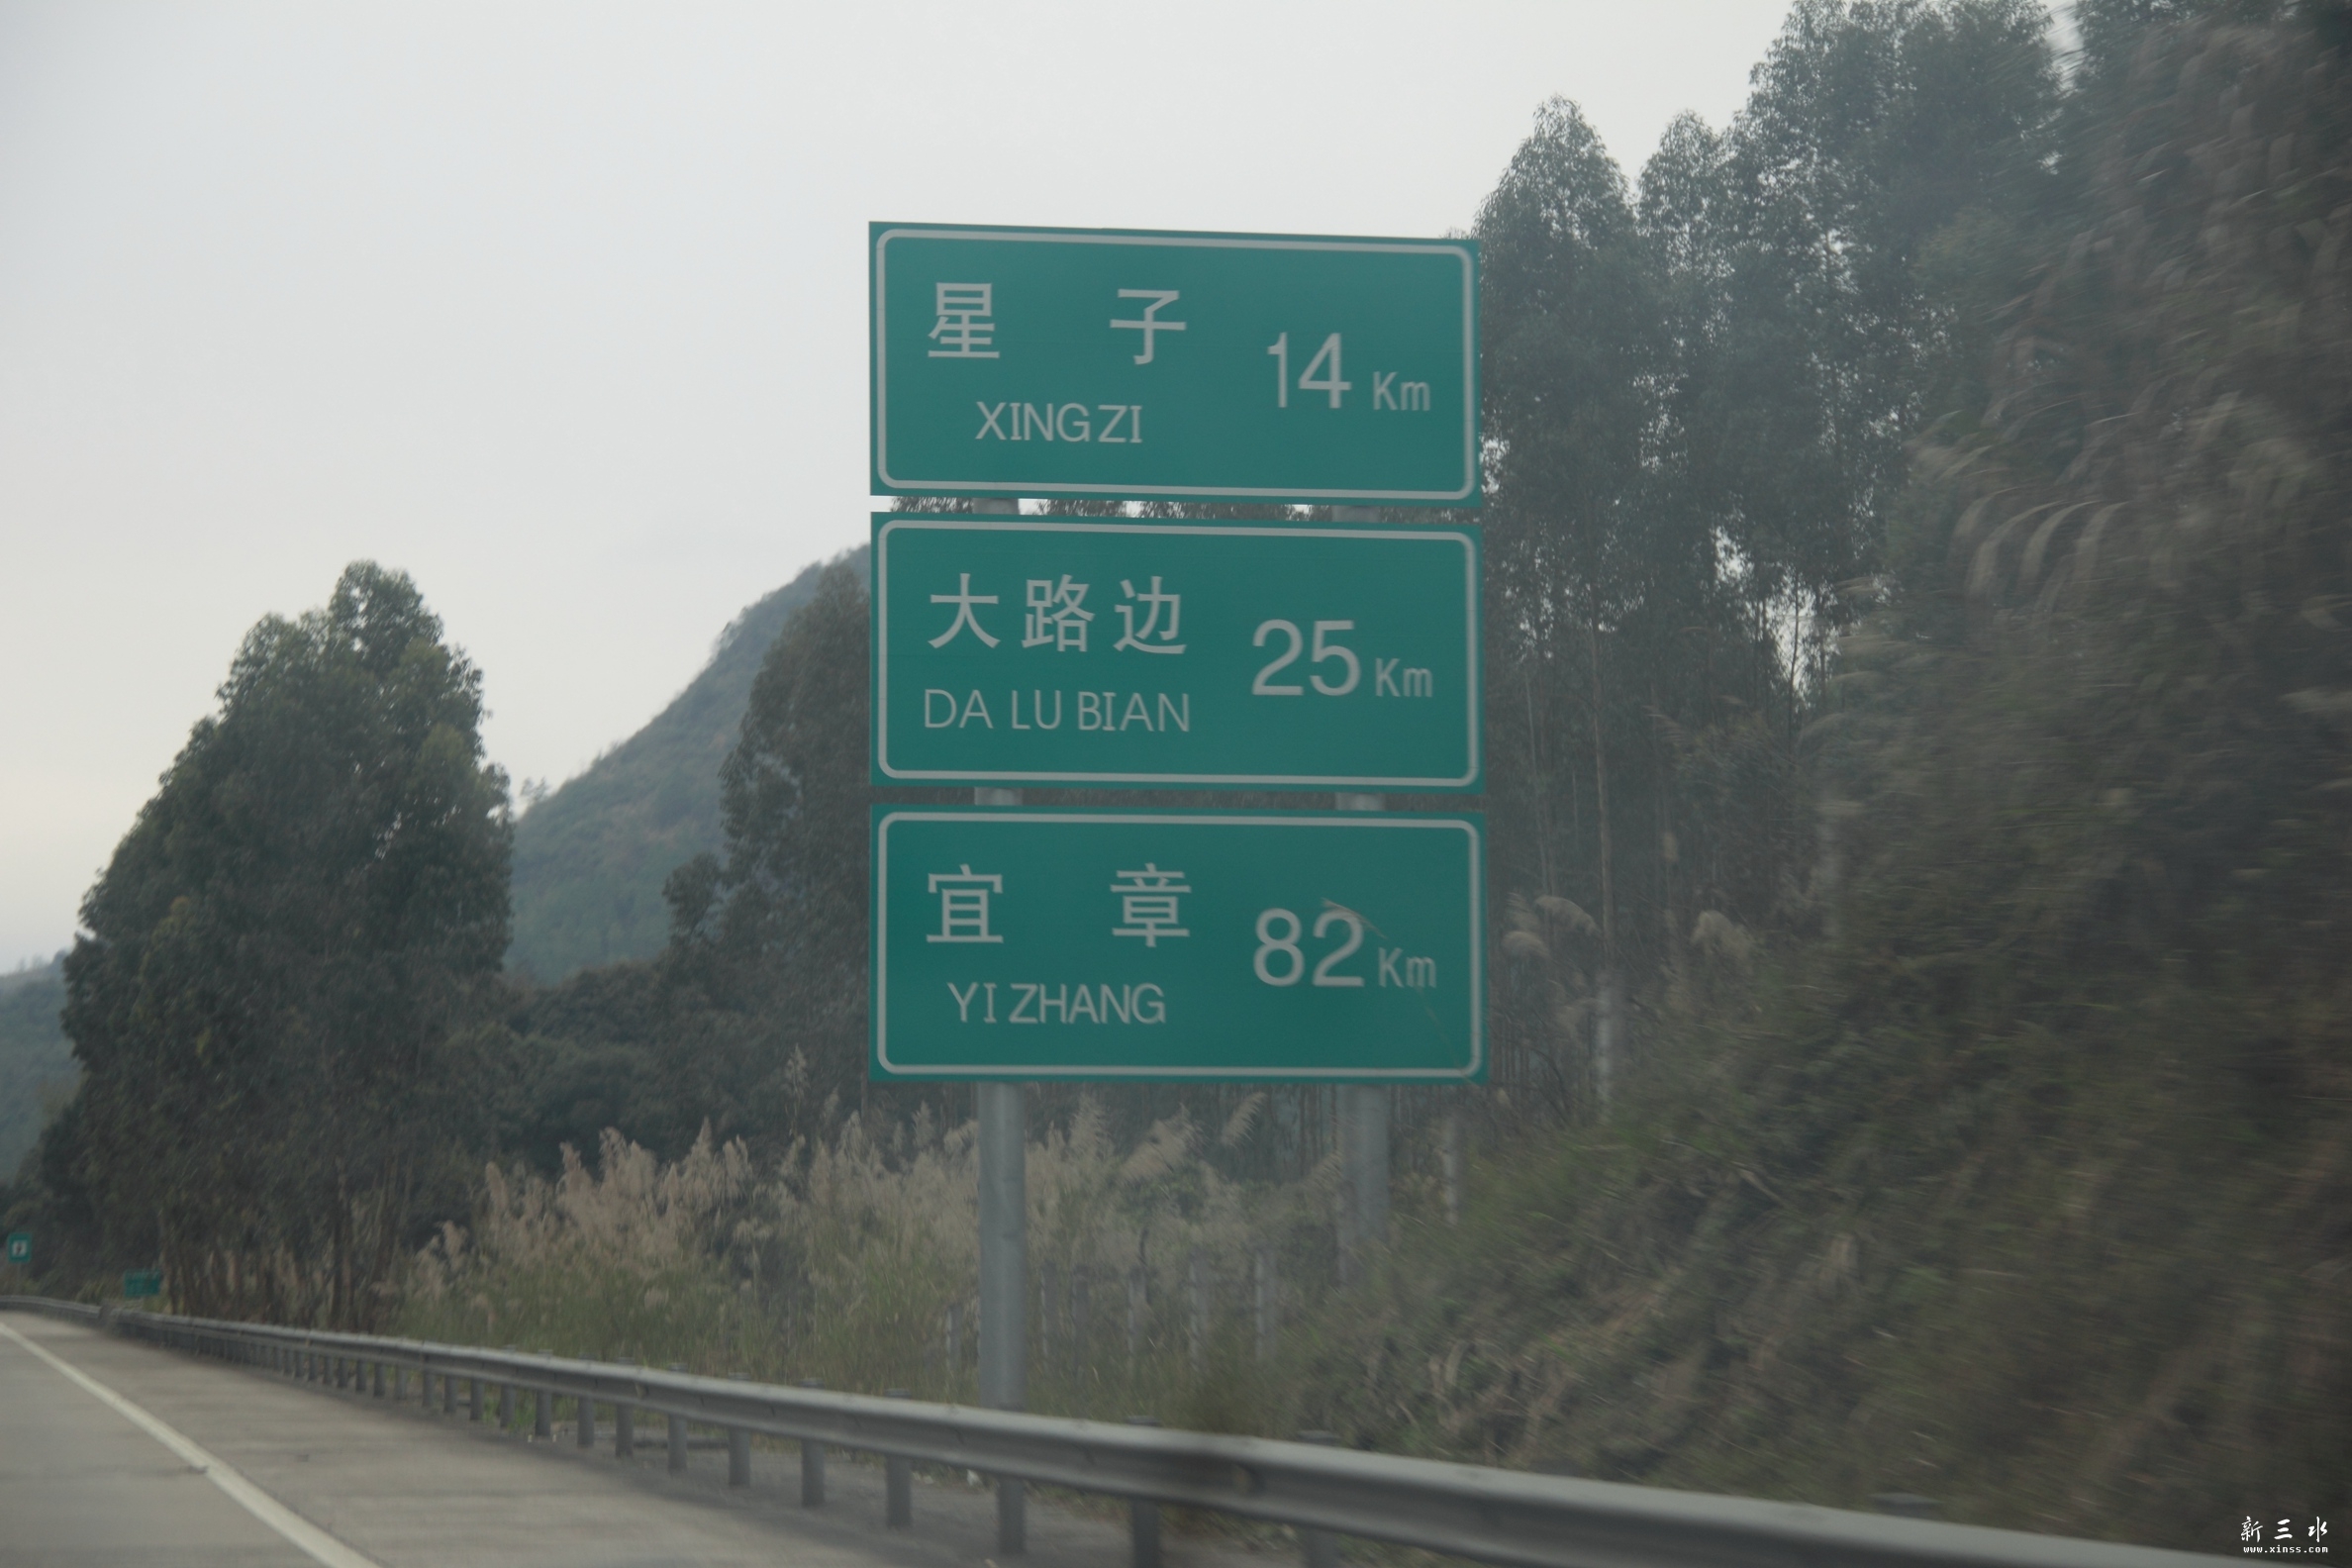 星子 14 Km
XING ZI
大路边 25 Km
DA LU BIAN
宜章 82 Km
YI ZHANG
新三水
www.xinss.com